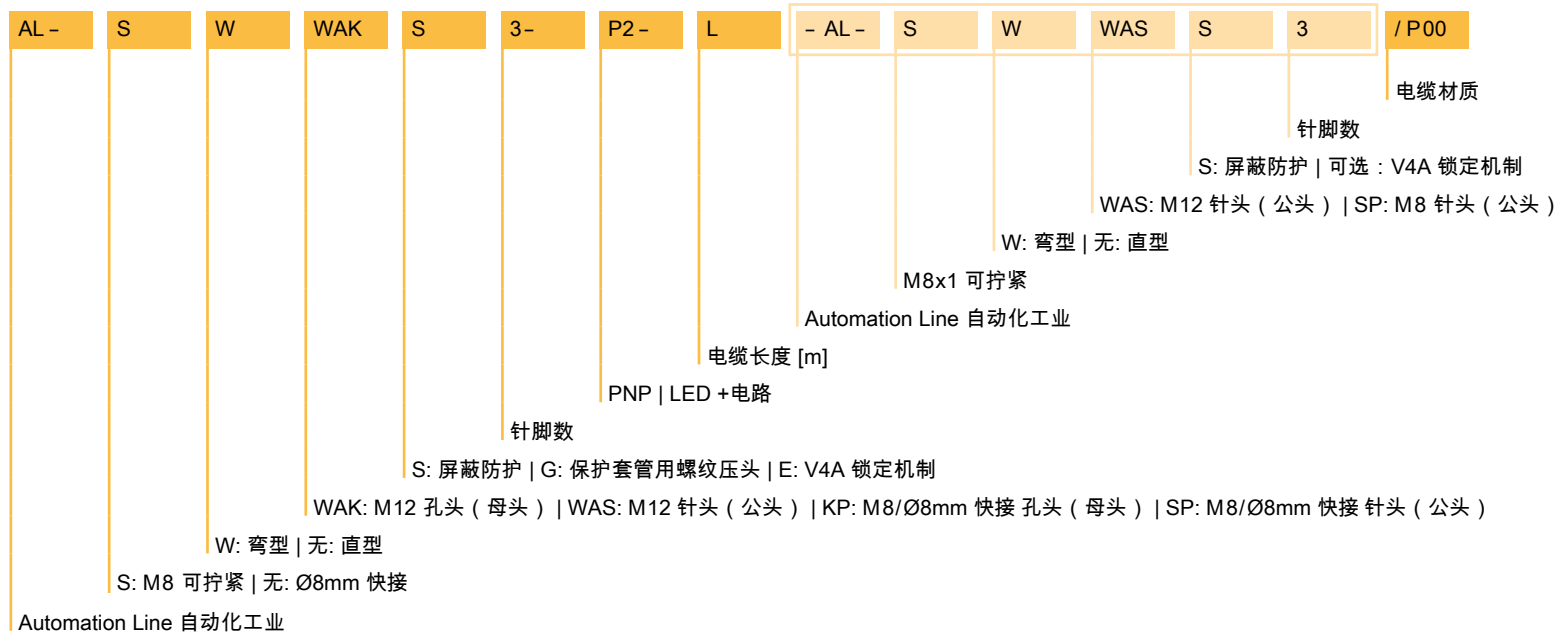 AL – S W WAK S 3– P2 – L – AL – S W WAS S 3 / P00
电缆材质
针脚数
S: 屏蔽防护 | 可选：V4A 锁定机制
WAS: M12 针头（公头）| SP: M8 针头（公头）
W: 弯型 | 无: 直型
M8x1 可拧紧
Automation Line 自动化工业
电缆长度 [m]
PNP | LED +电路
针脚数
S: 屏蔽防护 | G: 保护套管用螺纹压头 | E: V4A 锁定机制
WAK: M12 孔头（母头）| WAS: M12 针头（公头）| KP: M8/Ø8mm 快接 孔头（母头）| SP: M8/Ø8mm 快接 针头（公头）
W: 弯型 | 无: 直型
S: M8 可拧紧 | 无: Ø8mm 快接
Automation Line 自动化工业